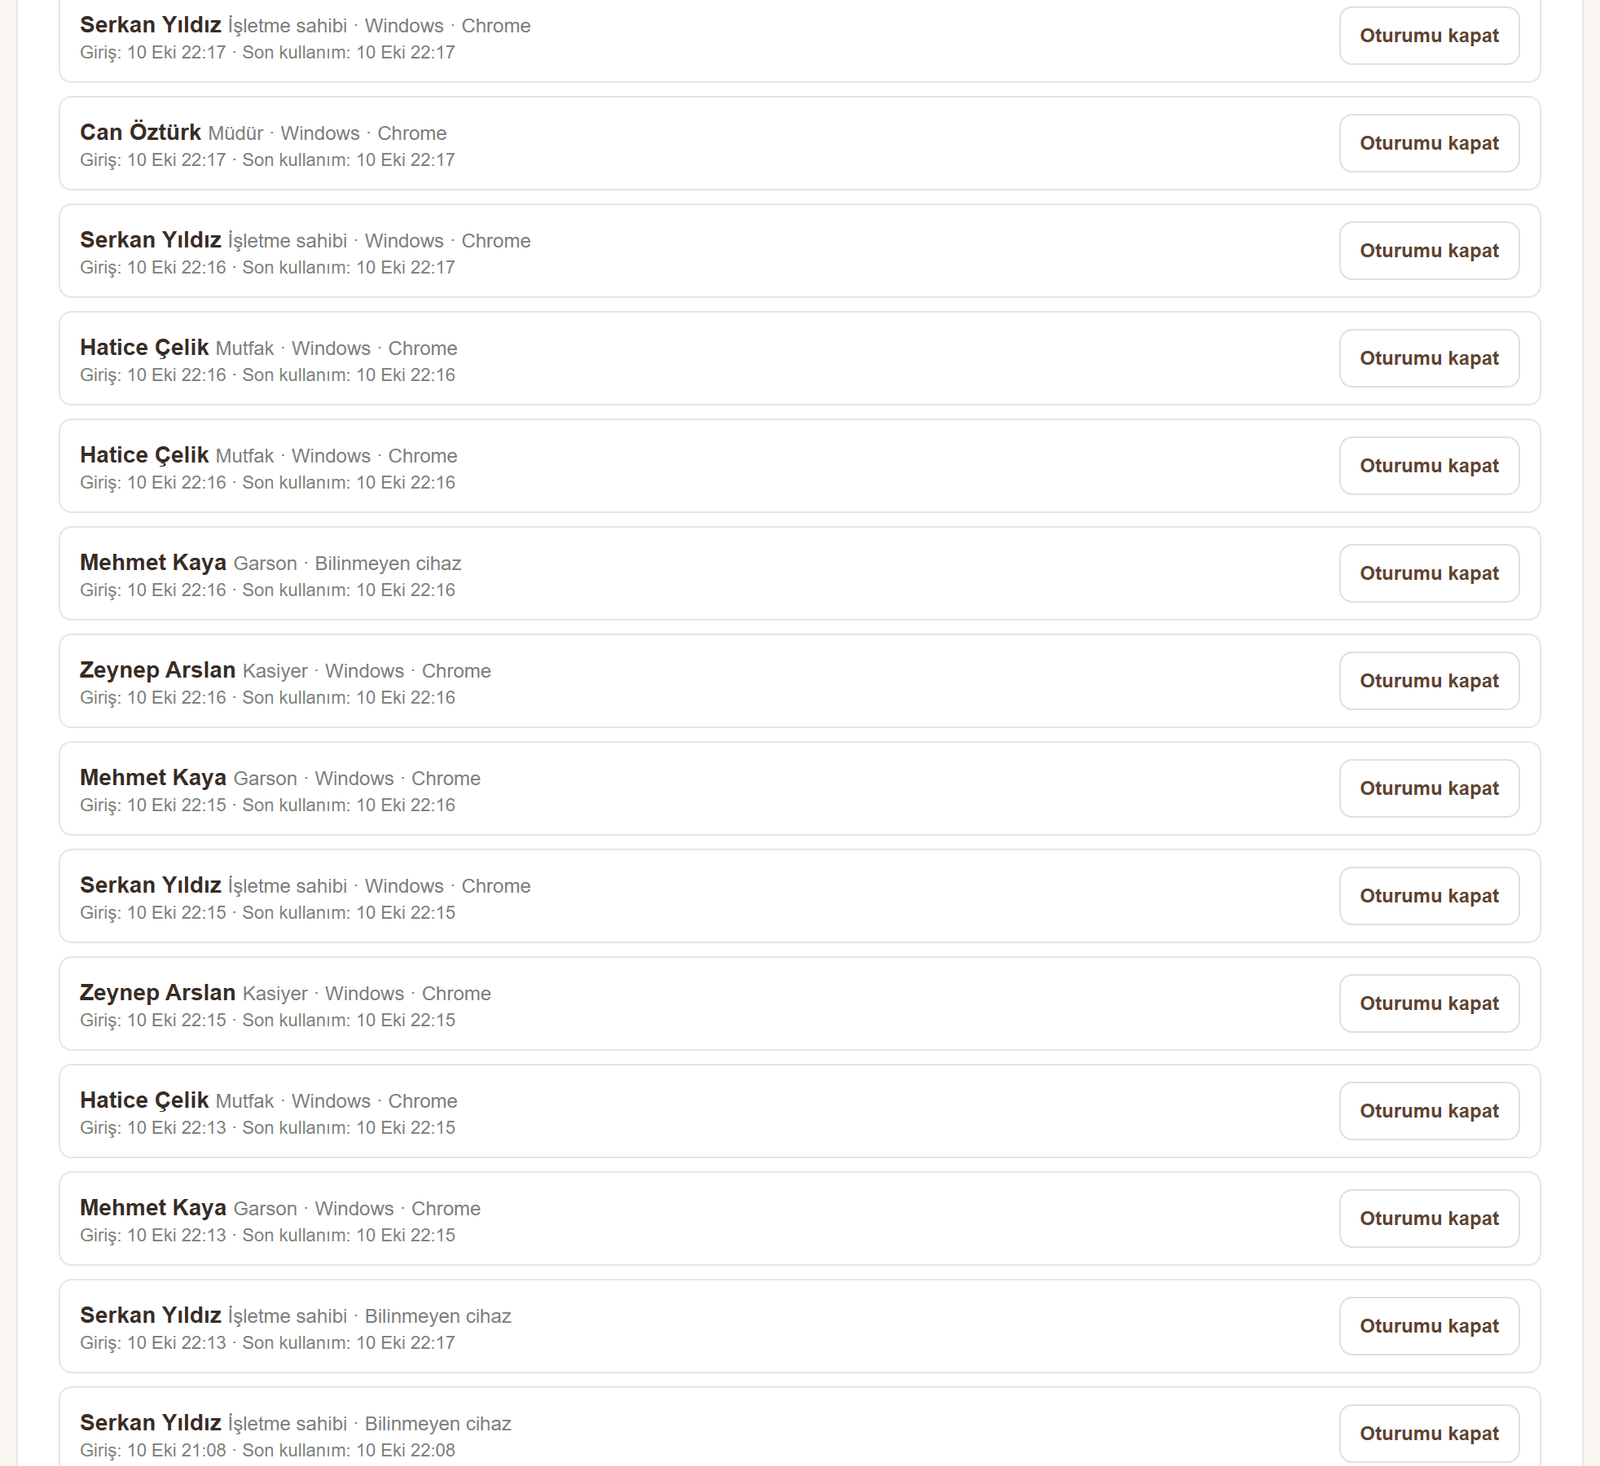 Serkan Yıldız İşletme sahibi · Windows · Chrome
Giriş: 10 Eki 22:17 · Son kullanım: 10 Eki 22:17
Oturumu kapat
Can Öztürk Müdür · Windows · Chrome
Giriş: 10 Eki 22:17 · Son kullanım: 10 Eki 22:17
Oturumu kapat
Serkan Yıldız İşletme sahibi · Windows · Chrome
Giriş: 10 Eki 22:16 · Son kullanım: 10 Eki 22:17
Oturumu kapat
Hatice Çelik Mutfak · Windows · Chrome
Giriş: 10 Eki 22:16 · Son kullanım: 10 Eki 22:16
Oturumu kapat
Hatice Çelik Mutfak · Windows · Chrome
Giriş: 10 Eki 22:16 · Son kullanım: 10 Eki 22:16
Oturumu kapat
Mehmet Kaya Garson · Bilinmeyen cihaz
Giriş: 10 Eki 22:16 · Son kullanım: 10 Eki 22:16
Oturumu kapat
Zeynep Arslan Kasiyer · Windows · Chrome
Giriş: 10 Eki 22:16 · Son kullanım: 10 Eki 22:16
Oturumu kapat
Mehmet Kaya Garson · Windows · Chrome
Giriş: 10 Eki 22:15 · Son kullanım: 10 Eki 22:16
Oturumu kapat
Serkan Yıldız İşletme sahibi · Windows · Chrome
Giriş: 10 Eki 22:15 · Son kullanım: 10 Eki 22:15
Oturumu kapat
Zeynep Arslan Kasiyer · Windows · Chrome
Giriş: 10 Eki 22:15 · Son kullanım: 10 Eki 22:15
Oturumu kapat
Hatice Çelik Mutfak · Windows · Chrome
Giriş: 10 Eki 22:13 · Son kullanım: 10 Eki 22:15
Oturumu kapat
Mehmet Kaya Garson · Windows · Chrome
Giriş: 10 Eki 22:13 · Son kullanım: 10 Eki 22:15
Oturumu kapat
Serkan Yıldız İşletme sahibi · Bilinmeyen cihaz
Giriş: 10 Eki 22:13 · Son kullanım: 10 Eki 22:17
Oturumu kapat
Serkan Yıldız İşletme sahibi · Bilinmeyen cihaz
Giriş: 10 Eki 21:08 · Son kullanım: 10 Eki 22:08
Oturumu kapat